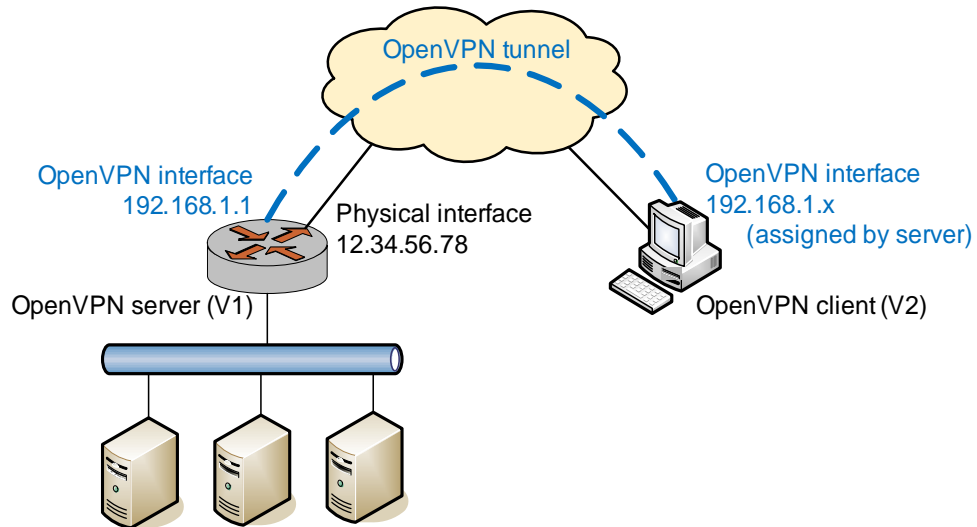 OpenVPN tunnel
OpenVPN interface
192.168.1.1
OpenVPN interface
192.168.1.x
(assigned by server)
Physical interface
12.34.56.78
OpenVPN server (V1)
OpenVPN client (V2)